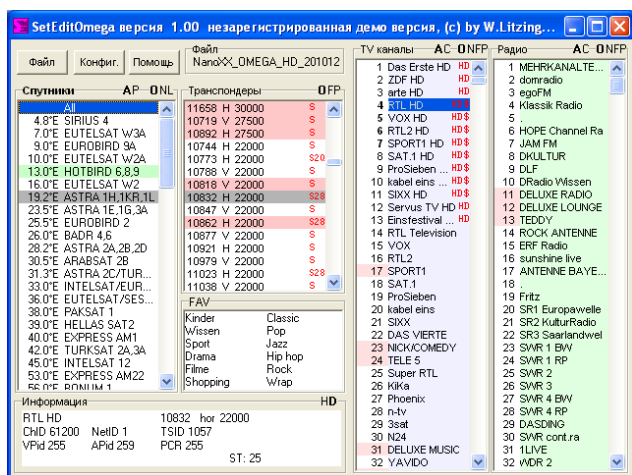 SetEditOmega версия 1.00 незарегистрированная демо версия, (c) by W.Litzing...
Файл
Конфиг.
Помощь
Файл
NanoXX_OMEGA_HD_201012
Спутники AP ONL
All
4.8°E SIRIUS 4
7.0°E EUTELSAT W3A
9.0°E EUROBIRD 9A
10.0°E EUTELSAT W2A
13.0°E HOTBIRD 6,8,9
16.0°E EUTELSAT W2
19.2°E ASTRA 1H,1KR,1L
23.5°E ASTRA 1E,1G,3A
25.5°E EUROBIRD 2
26.0°E BADR 4,6
28.2°E ASTRA 2A,2B,2D
30.5°E ARABSAT 2B
31.3°E ASTRA 2C/TUR...
33.0°E INTELSAT/EUR...
36.0°E EUTELSAT/SES...
38.0°E PAKSAT 1
39.0°E HELLAS SAT2
40.0°E EXPRESS AM1
42.0°E TURKSAT 2A,3A
45.0°E INTELSAT 12
53.0°E EXPRESS AM22
56.0°E BONUM 1
Транспондеры OFP
11658 H 30000 S
10719 V 27500 S
10892 H 27500 S
10744 H 22000 S
10773 H 22000 S20
10788 V 22000 S
10818 V 22000 S
10832 H 22000 S28
10847 V 22000 S
10862 H 22000 S28
10877 V 22000 S
10921 H 22000 S
10979 V 22000 S
11023 H 22000 S28
11038 V 22000 S
FAV
Kinder Classic
Wissen Pop
Sport Jazz
Drama Hip hop
Filme Rock
Shopping Wrap
TV каналы AC ONFP
1 Das Erste HD HD
2 ZDF HD HD
3 arte HD HD
4 RTL HD HD$
5 VOX HD HD$
6 RTL2 HD HD$
7 SPORT1 HD HD$
8 SAT.1 HD HD$
9 ProSieben ... HD$
10 kabel eins ... HD$
11 SIXX HD HD$
12 Servus TV HD HD
13 Einsfestival ... HD
14 RTL Television
15 VOX
16 RTL2
17 SPORT1
18 SAT.1
19 ProSieben
20 kabel eins
21 SIXX
22 DAS VIERTE
23 NICK/COMEDY
24 TELE 5
25 Super RTL
26 KiKa
27 Phoenix
28 n-tv
29 3sat
30 N24
31 DELUXE MUSIC
32 YAVIDO
Радио AC ONFP
1 MEHRKANALTE...
2 domradio
3 egoFM
4 Klassik Radio
5 .
6 HOPE Channel Ra
7 JAM FM
8 DKULTUR
9 DLF
10 DRadio Wissen
11 DELUXE RADIO
12 DELUXE LOUNGE
13 TEDDY
14 ROCK ANTENNE
15 ERF Radio
16 sunshine live
17 ANTENNE BAYE...
18 .
19 Fritz
20 SR1 Europawelle
21 SR2 KulturRadio
22 SR3 Saarlandwel
23 SWR 1 BW
24 SWR 1 RP
25 SWR 2
26 SWR 3
27 SWR 4 BW
28 SWR 4 RP
29 DASDING
30 SWR cont.ra
31 1LIVE
32 WDR 2
Информация HD
RTL HD 10832 hor 22000
ChID 61200 NetID 1 TSID 1057
VPid 255 APid 259 PCR 255
ST: 25